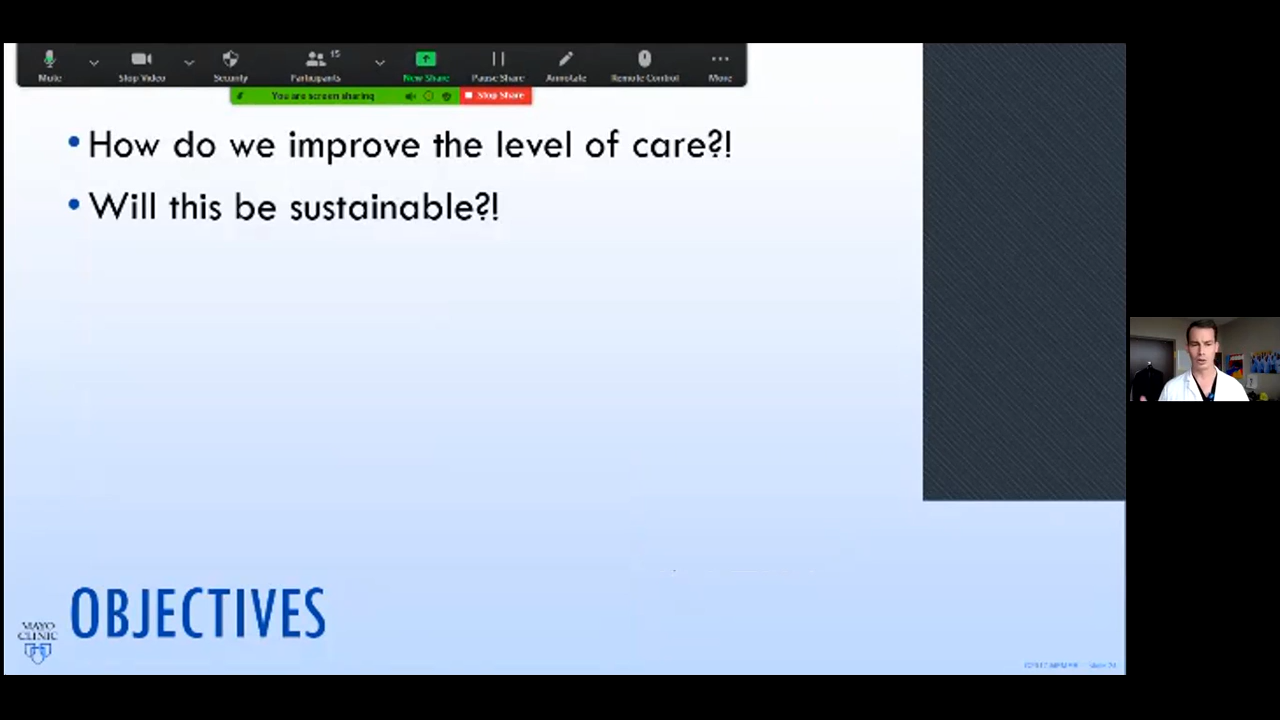 Mute
Stop Video
Security
15
Participants
New Share
Pause Share
Annotate
Remote Control
More
You are screen sharing
Stop Share
• How do we improve the level of care?!
• Will this be sustainable?!
OBJECTIVES
MAYO
CLINIC